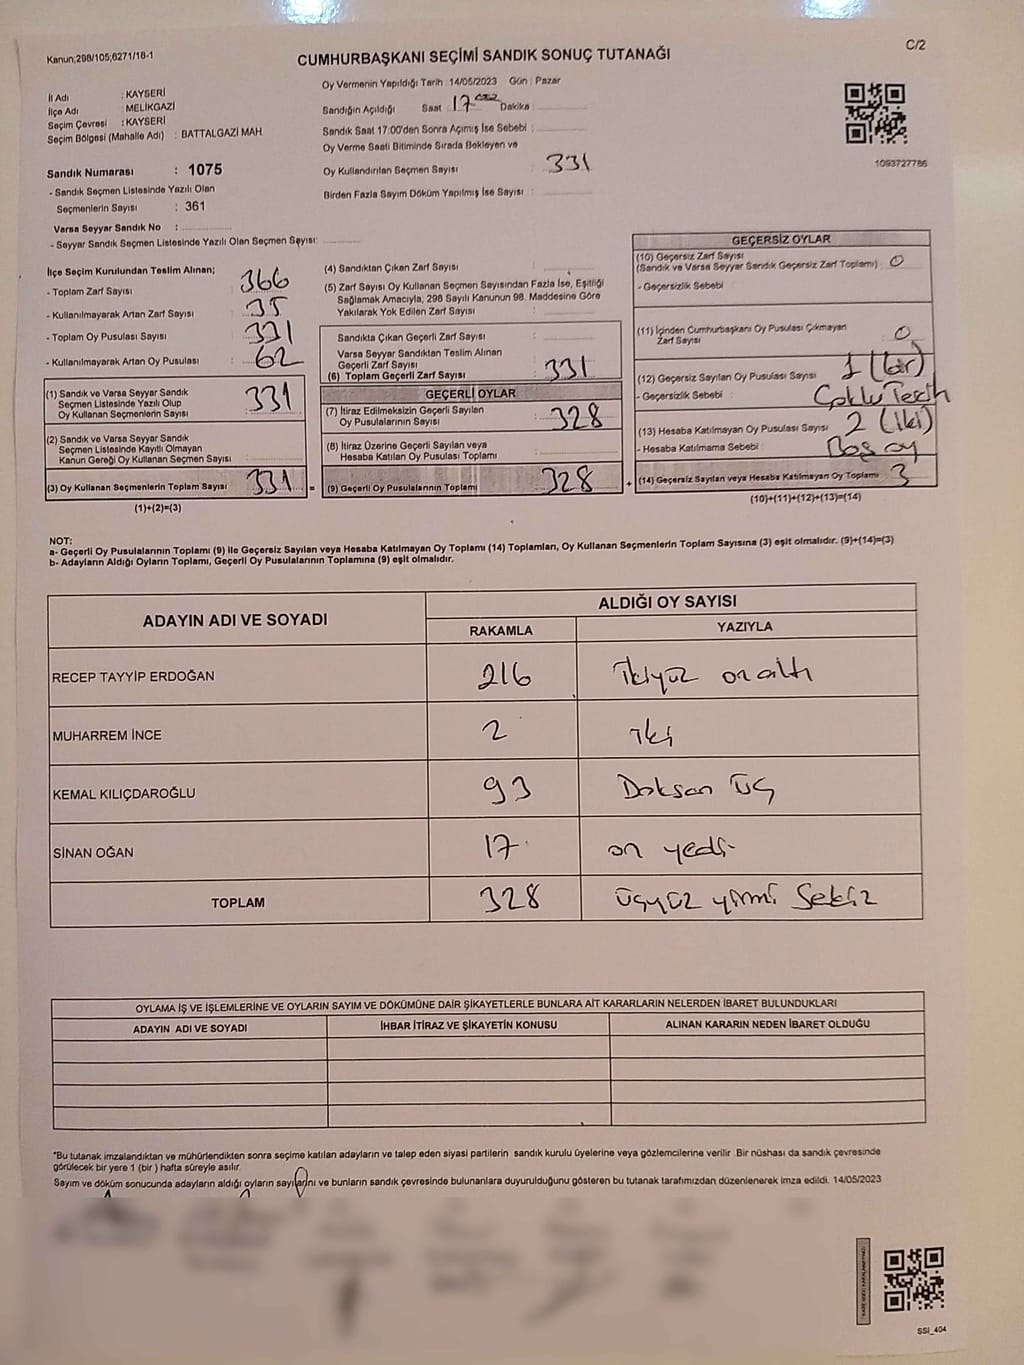 Kanun;298/105;6271/18-1
C/2
CUMHURBAŞKANI SEÇİMİ SANDIK SONUÇ TUTANAĞI
İl Adı : KAYSERİ
İlçe Adı : MELİKGAZİ
Seçim Çevresi : KAYSERİ
Seçim Bölgesi (Mahalle Adı) : BATTALGAZİ MAH.
Sandık Numarası : 1075
- Sandık Seçmen Listesinde Yazılı Olan
Seçmenlerin Sayısı : 361
Varsa Seyyar Sandık No :
- Seyyar Sandık Seçmen Listesinde Yazılı Olan Seçmen Sayısı:
Oy Vermenin Yapıldığı Tarih : 14/05/2023 Gün : Pazar
Sandığın Açıldığı Saat 17 Dakika
Sandık Saat 17:00'den Sonra Açımış İse Sebebi :
Oy Verme Saati Bitiminde Sırada Bekleyen ve
Oy Kullandırılan Seçmen Sayısı : 331
Birden Fazla Sayım Döküm Yapılmış İse Sayısı :
1093727786
İlçe Seçim Kurulundan Teslim Alınan;
- Toplam Zarf Sayısı : 366
- Kullanılmayarak Artan Zarf Sayısı : 35
- Toplam Oy Pusulası Sayısı : 331
- Kullanılmayarak Artan Oy Pusulası : 62
(1) Sandık ve Varsa Seyyar Sandık
Seçmen Listesinde Yazılı Olup
Oy Kullanan Seçmenlerin Sayısı : 331
(2) Sandık ve Varsa Seyyar Sandık
Seçmen Listesinde Kayıtlı Olmayan
Kanun Gereği Oy Kullanan Seçmen Sayısı :
(3) Oy Kullanan Seçmenlerin Toplam Sayısı : 331 =
(1)+(2)=(3)
(4) Sandıktan Çıkan Zarf Sayısı :
(5) Zarf Sayısı Oy Kullanan Seçmen Sayısından Fazla İse, Eşitliği
Sağlamak Amacıyla, 298 Sayılı Kanunun 98. Maddesine Göre
Yakılarak Yok Edilen Zarf Sayısı :
Sandıkta Çıkan Geçerli Zarf Sayısı :
Varsa Seyyar Sandıktan Teslim Alınan
Geçerli Zarf Sayısı :
(6) Toplam Geçerli Zarf Sayısı : 331
GEÇERLİ OYLAR
(7) İtiraz Edilmeksizin Geçerli Sayılan
Oy Pusulasının Sayısı : 328
(8) İtiraz Üzerine Geçerli Sayılan veya
Hesaba Katılan Oy Pusulası Toplamı :
(9) Geçerli Oy Pusulalarının Toplamı : 328 +
GEÇERSİZ OYLAR
(10) Geçersiz Zarf Sayısı
(Sandık ve Varsa Seyyar Sandık Geçersiz Zarf Toplamı) : 0
- Geçersizlik Sebebi :
(11) İçinden Cumhurbaşkanı Oy Pusulası Çıkmayan
Zarf Sayısı : 0
(12) Geçersiz Sayılan Oy Pusulası Sayısı : 1 (bir)
- Geçersizlik Sebebi : Çoklu Tercih
(13) Hesaba Katılmayan Oy Pusulası Sayısı : 2 (iki)
- Hesaba Katılmama Sebebi : Boş oy
(14) Geçersiz Sayılan veya Hesaba Katılmayan Oy Toplamı : 3
(10)+(11)+(12)+(13)=(14)
NOT:
a- Geçerli Oy Pusulalarının Toplamı (9) ile Geçersiz Sayılan veya Hesaba Katılmayan Oy Toplamı (14) Toplamları, Oy Kullanan Seçmenlerin Toplam Sayısına (3) eşit olmalıdır. (9)+(14)=(3)
b- Adayların Aldığı Oyların Toplamı, Geçerli Oy Pusulalarının Toplamına (9) eşit olmalıdır.
ADAYIN ADI VE SOYADI
ALDIĞI OY SAYISI
RAKAMLA YAZIYLA
RECEP TAYYİP ERDOĞAN 216 ikiyüz onaltı
MUHARREM İNCE 2 iki
KEMAL KILIÇDAROĞLU 93 Doksan üç
SİNAN OĞAN 17 on yedi
TOPLAM 328 üçyüz yirmi Sekiz
OYLAMA İŞ VE İŞLEMLERİNE VE OYLARIN SAYIM VE DÖKÜMÜNE DAİR ŞİKAYETLERLE BUNLARA AİT KARARLARIN NELERDEN İBARET BULUNDUKLARI
ADAYIN ADI VE SOYADI İHBAR İTİRAZ VE ŞİKAYETİN KONUSU ALINAN KARARIN NEDEN İBARET OLDUĞU
*Bu tutanak imzalandıktan ve mühürlendikten sonra seçime katılan adayların ve talep eden siyasi partilerin sandık kurulu üyelerine veya gözlemcilerine verilir. Bir nüshası da sandık çevresinde
görülecek bir yere 1 (bir ) hafta süreyle asılır.
Sayım ve döküm sonucunda adayların aldığı oyların sayılarını ve bunların sandık çevresinde bulunanlara duyurulduğunu gösteren bu tutanak tarafımızdan düzenlenerek imza edildi. 14/05/2023
SSI_404